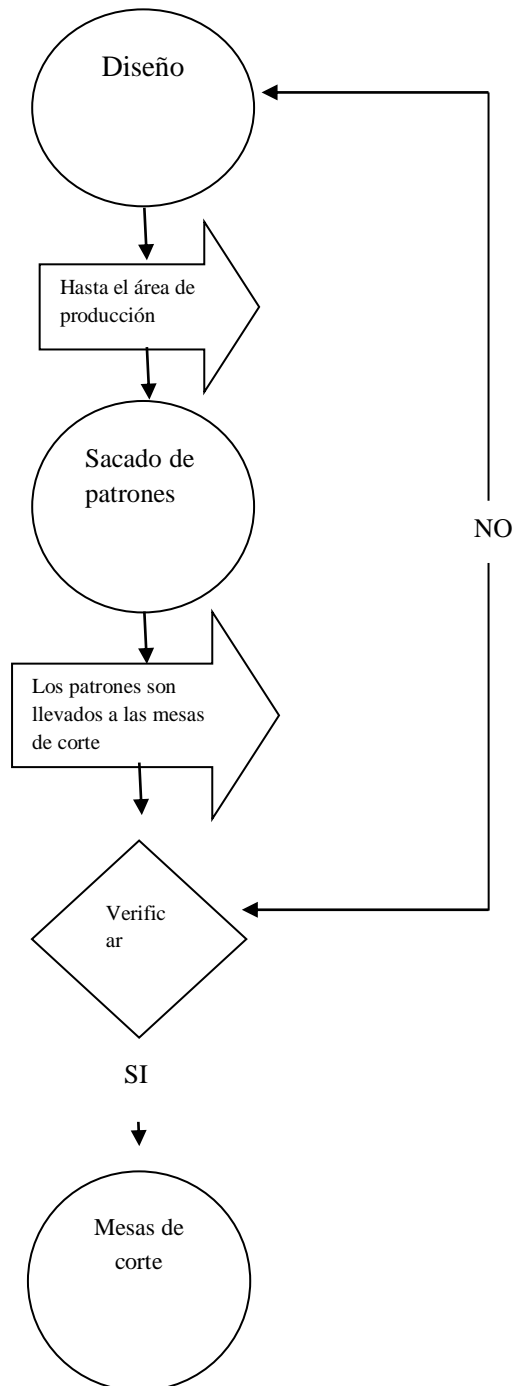 Diseño
Hasta el área de
producción
Sacado de
patrones
NO
Los patrones son
llevados a las mesas
de corte
Verific
ar
SI
Mesas de
corte